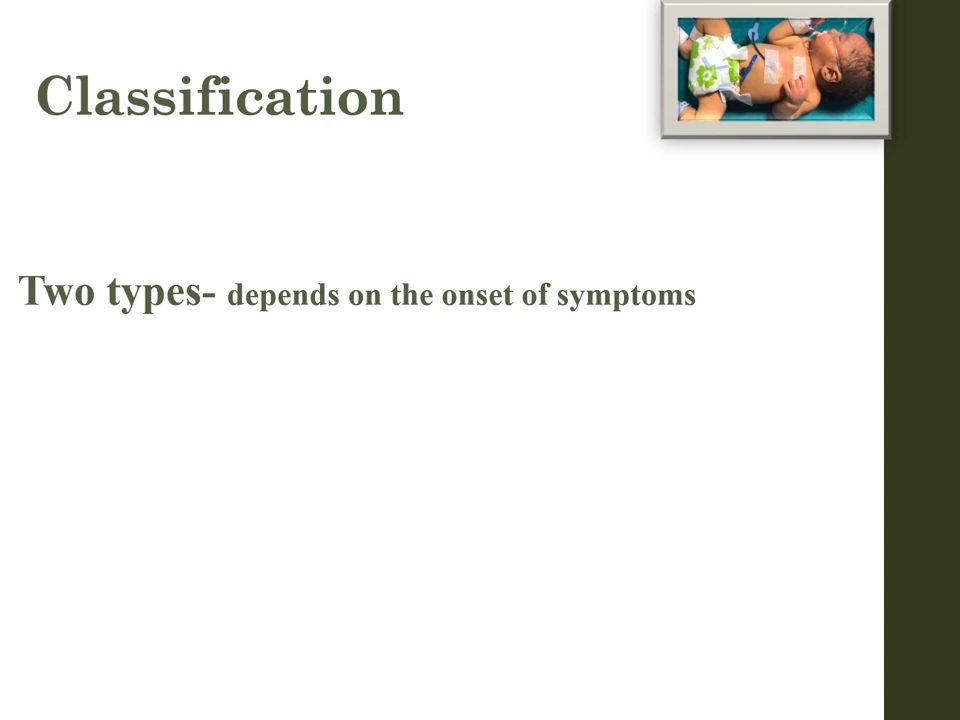 Classification
Two types- depends on the onset of symptoms